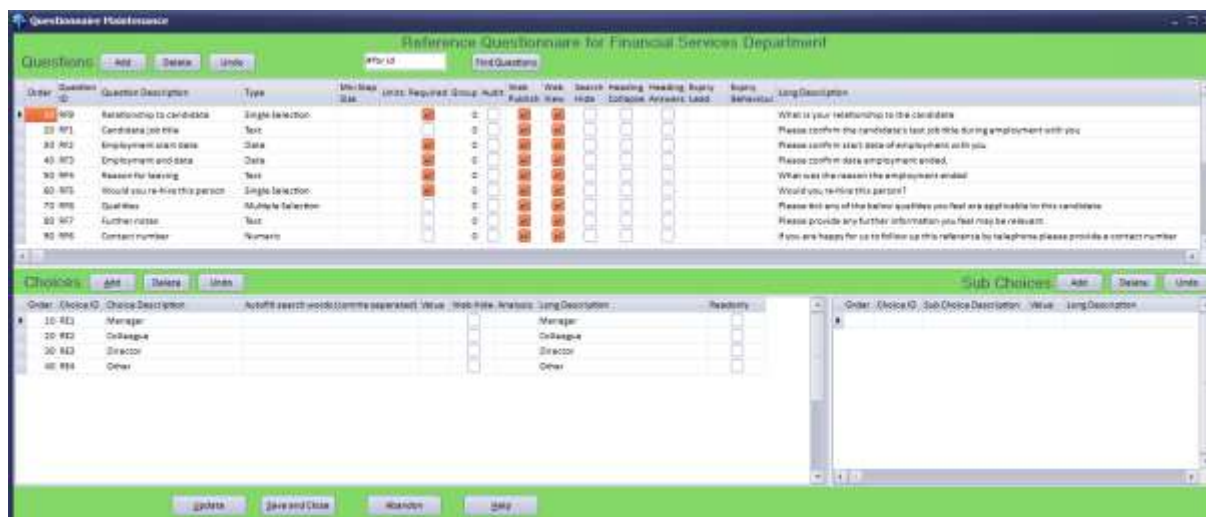 Questionnaire Maintenance
Reference Questionnaire for Financial Services Department
Questions Add Delete Undo #for id Find Questions
Order Question ID Question Description Type Min Step Size Units Required Group Audit Web Publish Web View Search Hide Heading Collapse Heading Answers Expiry Lead Expiry Behaviour Long Description
Relationship to candidate Single Selection 0 What is your relationship to the candidate
20 RF1 Candidate job title Text 0 Please confirm the candidate's last job title during employment with you
30 RF2 Employment start date Date 0 Please confirm start date of employment with you
40 RF3 Employment end date Date 0 Please confirm date employment ended.
50 RF4 Reason for leaving Text 0 What was the reason the employment ended
60 RF5 Would you re-hire this person Single Selection 0 Would you re-hire this person?
70 Qualities Multiple Selection 0 Please tick any of the below qualities you feel are applicable to this candidate
80 RF7 Further notes Text 0 Please provide any further information you feel may be relevant
90 Contact number Numeric 0 If you are happy for us to follow up this reference by telephone please provide a contact number
Choices Add Delete Undo Sub Choices Add Delete Undo
Order Choice ID Choice Description Autofill search words (comma separated) Value Web Hide Analysis Long Description Readonly Order Choice ID Sub Choice Description Value Long Description
10 RE1 Manager Manager
20 RE2 Colleague Colleague
30 RE3 Director Director
40 RE4 Other Other
Update Save and Close Abandon Help